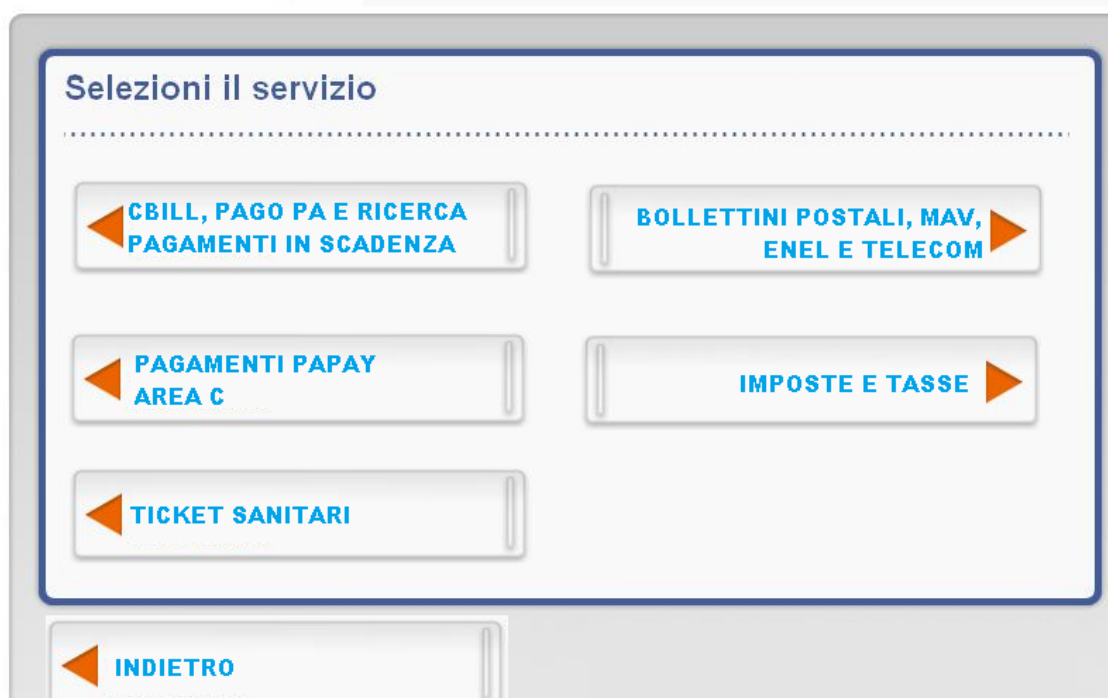 Selezioni il servizio
CBILL, PAGO PA E RICERCA
PAGAMENTI IN SCADENZA
BOLLETTINI POSTALI, MAV,
ENEL E TELECOM
PAGAMENTI PAPAY
AREA C
IMPOSTE E TASSE
TICKET SANITARI
INDIETRO